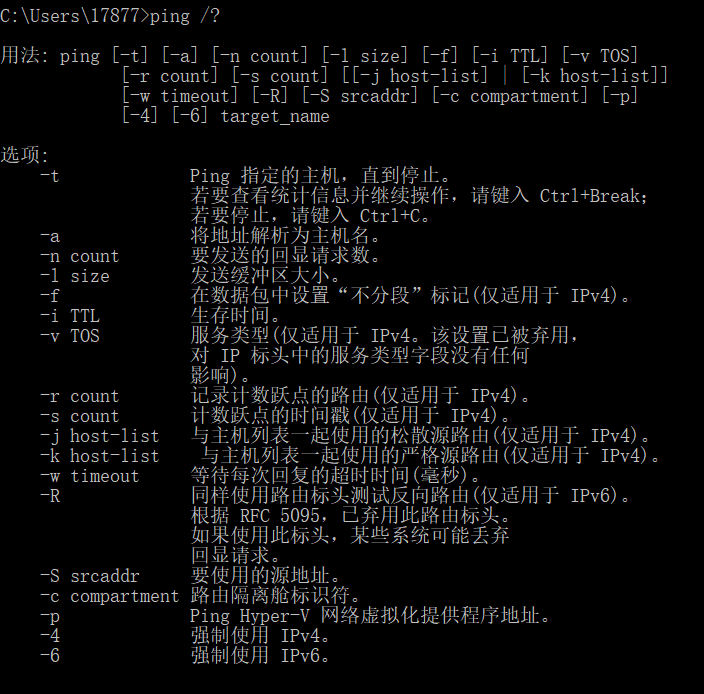 C:\Users\17877>ping /?
用法: ping [-t] [-a] [-n count] [-l size] [-f] [-i TTL] [-v TOS]
[-r count] [-s count] [[-j host-list] | [-k host-list]]
[-w timeout] [-R] [-S srcaddr] [-c compartment] [-p]
[-4] [-6] target_name
选项:
-t Ping 指定的主机，直到停止。
若要查看统计信息并继续操作，请键入 Ctrl+Break；
若要停止，请键入 Ctrl+C。
-a 将地址解析为主机名。
-n count 要发送的回显请求数。
-l size 发送缓冲区大小。
-f 在数据包中设置“不分段”标记(仅适用于 IPv4)。
-i TTL 生存时间。
-v TOS 服务类型(仅适用于 IPv4。该设置已被弃用，
对 IP 标头中的服务类型字段没有任何
影响)。
-r count 记录计数跃点的路由(仅适用于 IPv4)。
-s count 计数跃点的时间戳(仅适用于 IPv4)。
-j host-list 与主机列表一起使用的松散源路由(仅适用于 IPv4)。
-k host-list 与主机列表一起使用的严格源路由(仅适用于 IPv4)。
-w timeout 等待每次回复的超时时间(毫秒)。
-R 同样使用路由标头测试反向路由(仅适用于 IPv6)。
根据 RFC 5095，已弃用此路由标头。
如果使用此标头，某些系统可能丢弃
回显请求。
-S srcaddr 要使用的源地址。
-c compartment 路由隔离舱标识符。
-p Ping Hyper-V 网络虚拟化提供程序地址。
-4 强制使用 IPv4。
-6 强制使用 IPv6。